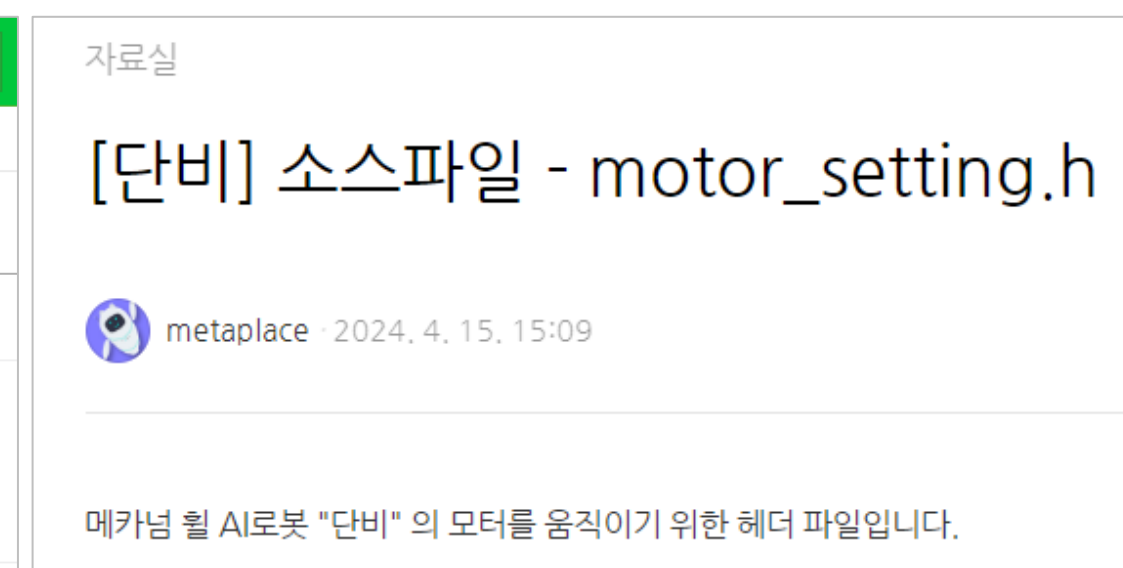 자료실
[단비] 소스파일 - motor_setting.h
metaplace · 2024. 4. 15. 15:09
메카넘 휠 AI로봇 "단비" 의 모터를 움직이기 위한 헤더 파일입니다.